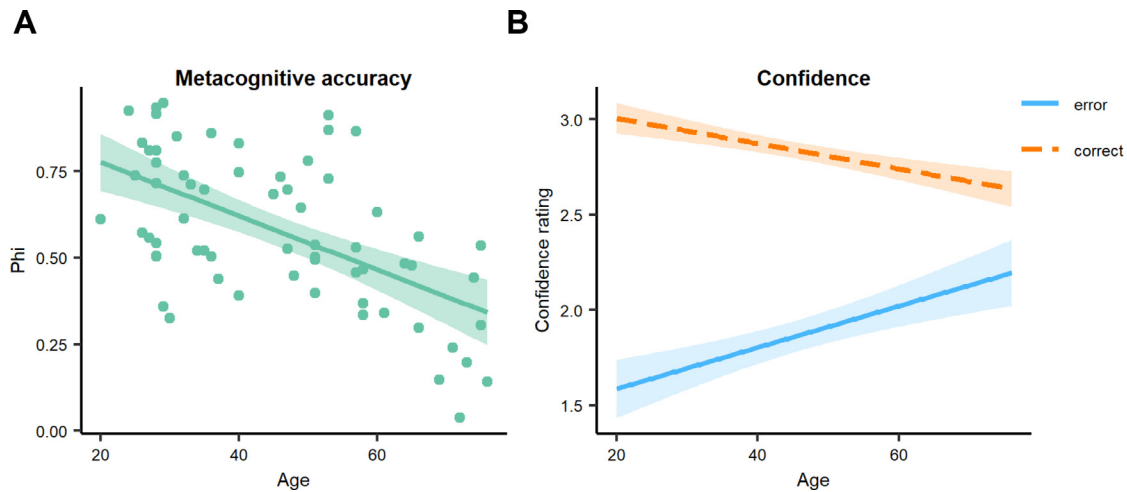 A
Metacognitive accuracy
Phi
0.75
0.50
0.25
0.00
20
40
60
Age
B
Confidence
Confidence rating
3.0
2.5
2.0
1.5
20
40
60
Age
error
correct